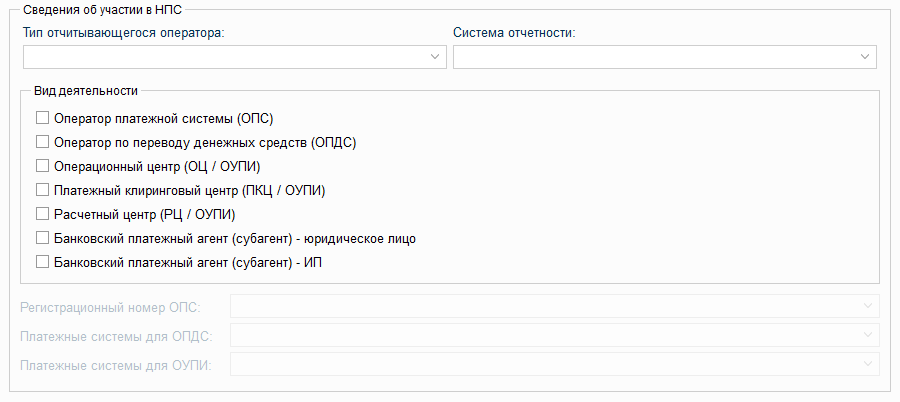 Сведения об участии в НПС
Тип отчитывающегося оператора: Система отчетности:
Вид деятельности
Оператор платежной системы (ОПС)
Оператор по переводу денежных средств (ОПДС)
Операционный центр (ОЦ / ОУПИ)
Платежный клиринговый центр (ПКЦ / ОУПИ)
Расчетный центр (РЦ / ОУПИ)
Банковский платежный агент (субагент) - юридическое лицо
Банковский платежный агент (субагент) - ИП
Регистрационный номер ОПС:
Платежные системы для ОПДС:
Платежные системы для ОУПИ: